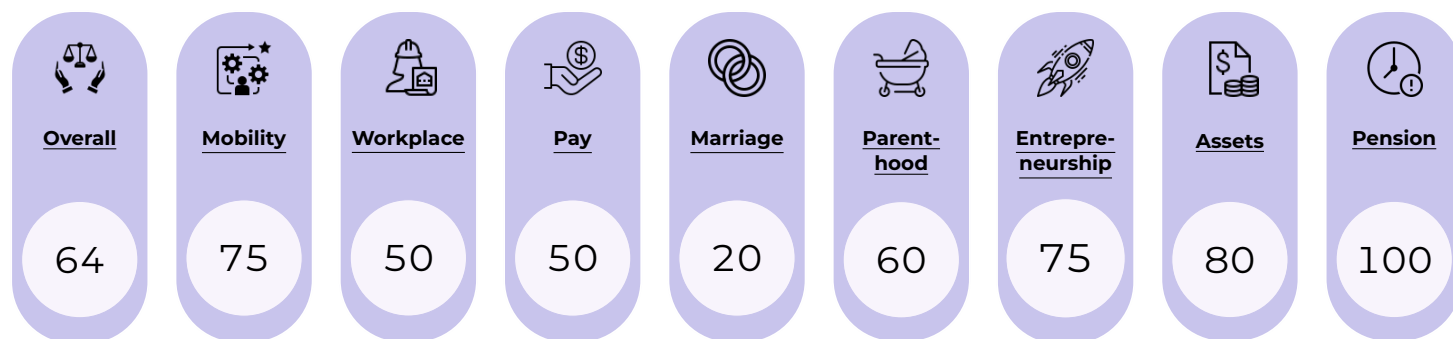 Overall
64
Mobility
75
Workplace
50
Pay
50
Marriage
20
Parent-
hood
60
Entrepre-
neurship
75
Assets
80
Pension
100